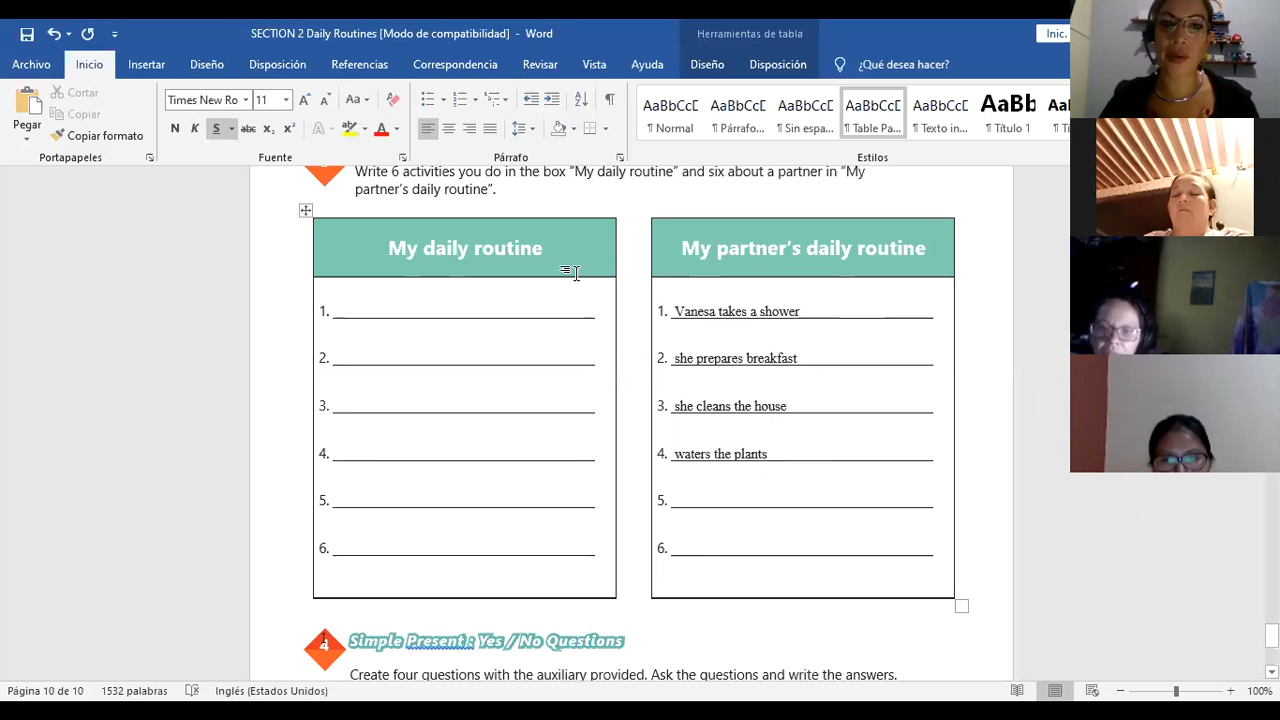 SECTION 2 Daily Routines [Modo de compatibilidad] - Word
Herramientas de tabla
Inic.
Archivo Inicio Insertar Diseño Disposición Referencias Correspondencia Revisar Vista Ayuda Diseño Disposición ¿Qué desea hacer?
Pegar
Cortar
Copiar
Copiar formato
Times New Ro 11
N K S abc x₂ x²
AaBbCcI AaBbCcI AaBbCcI AaBbCcI AaBbCcI AaBb
¶ Normal ¶ Párrafo... ¶ Sin espa... ¶ Table Pa... ¶ Texto in... ¶ Título 1
Portapapeles Fuente Párrafo Estilos
Write 6 activities you do in the box "My daily routine" and six about a partner in "My
partner's daily routine".
My daily routine
1.
2.
3.
4.
5.
6.
My partner's daily routine
1. Vanesa takes a shower
2. she prepares breakfast
3. she cleans the house
4. waters the plants
5.
6.
4 Simple Present : Yes / No Questions
Create four questions with the auxiliary provided. Ask the questions and write the answers.
Página 10 de 10 1532 palabras Inglés (Estados Unidos) 100%